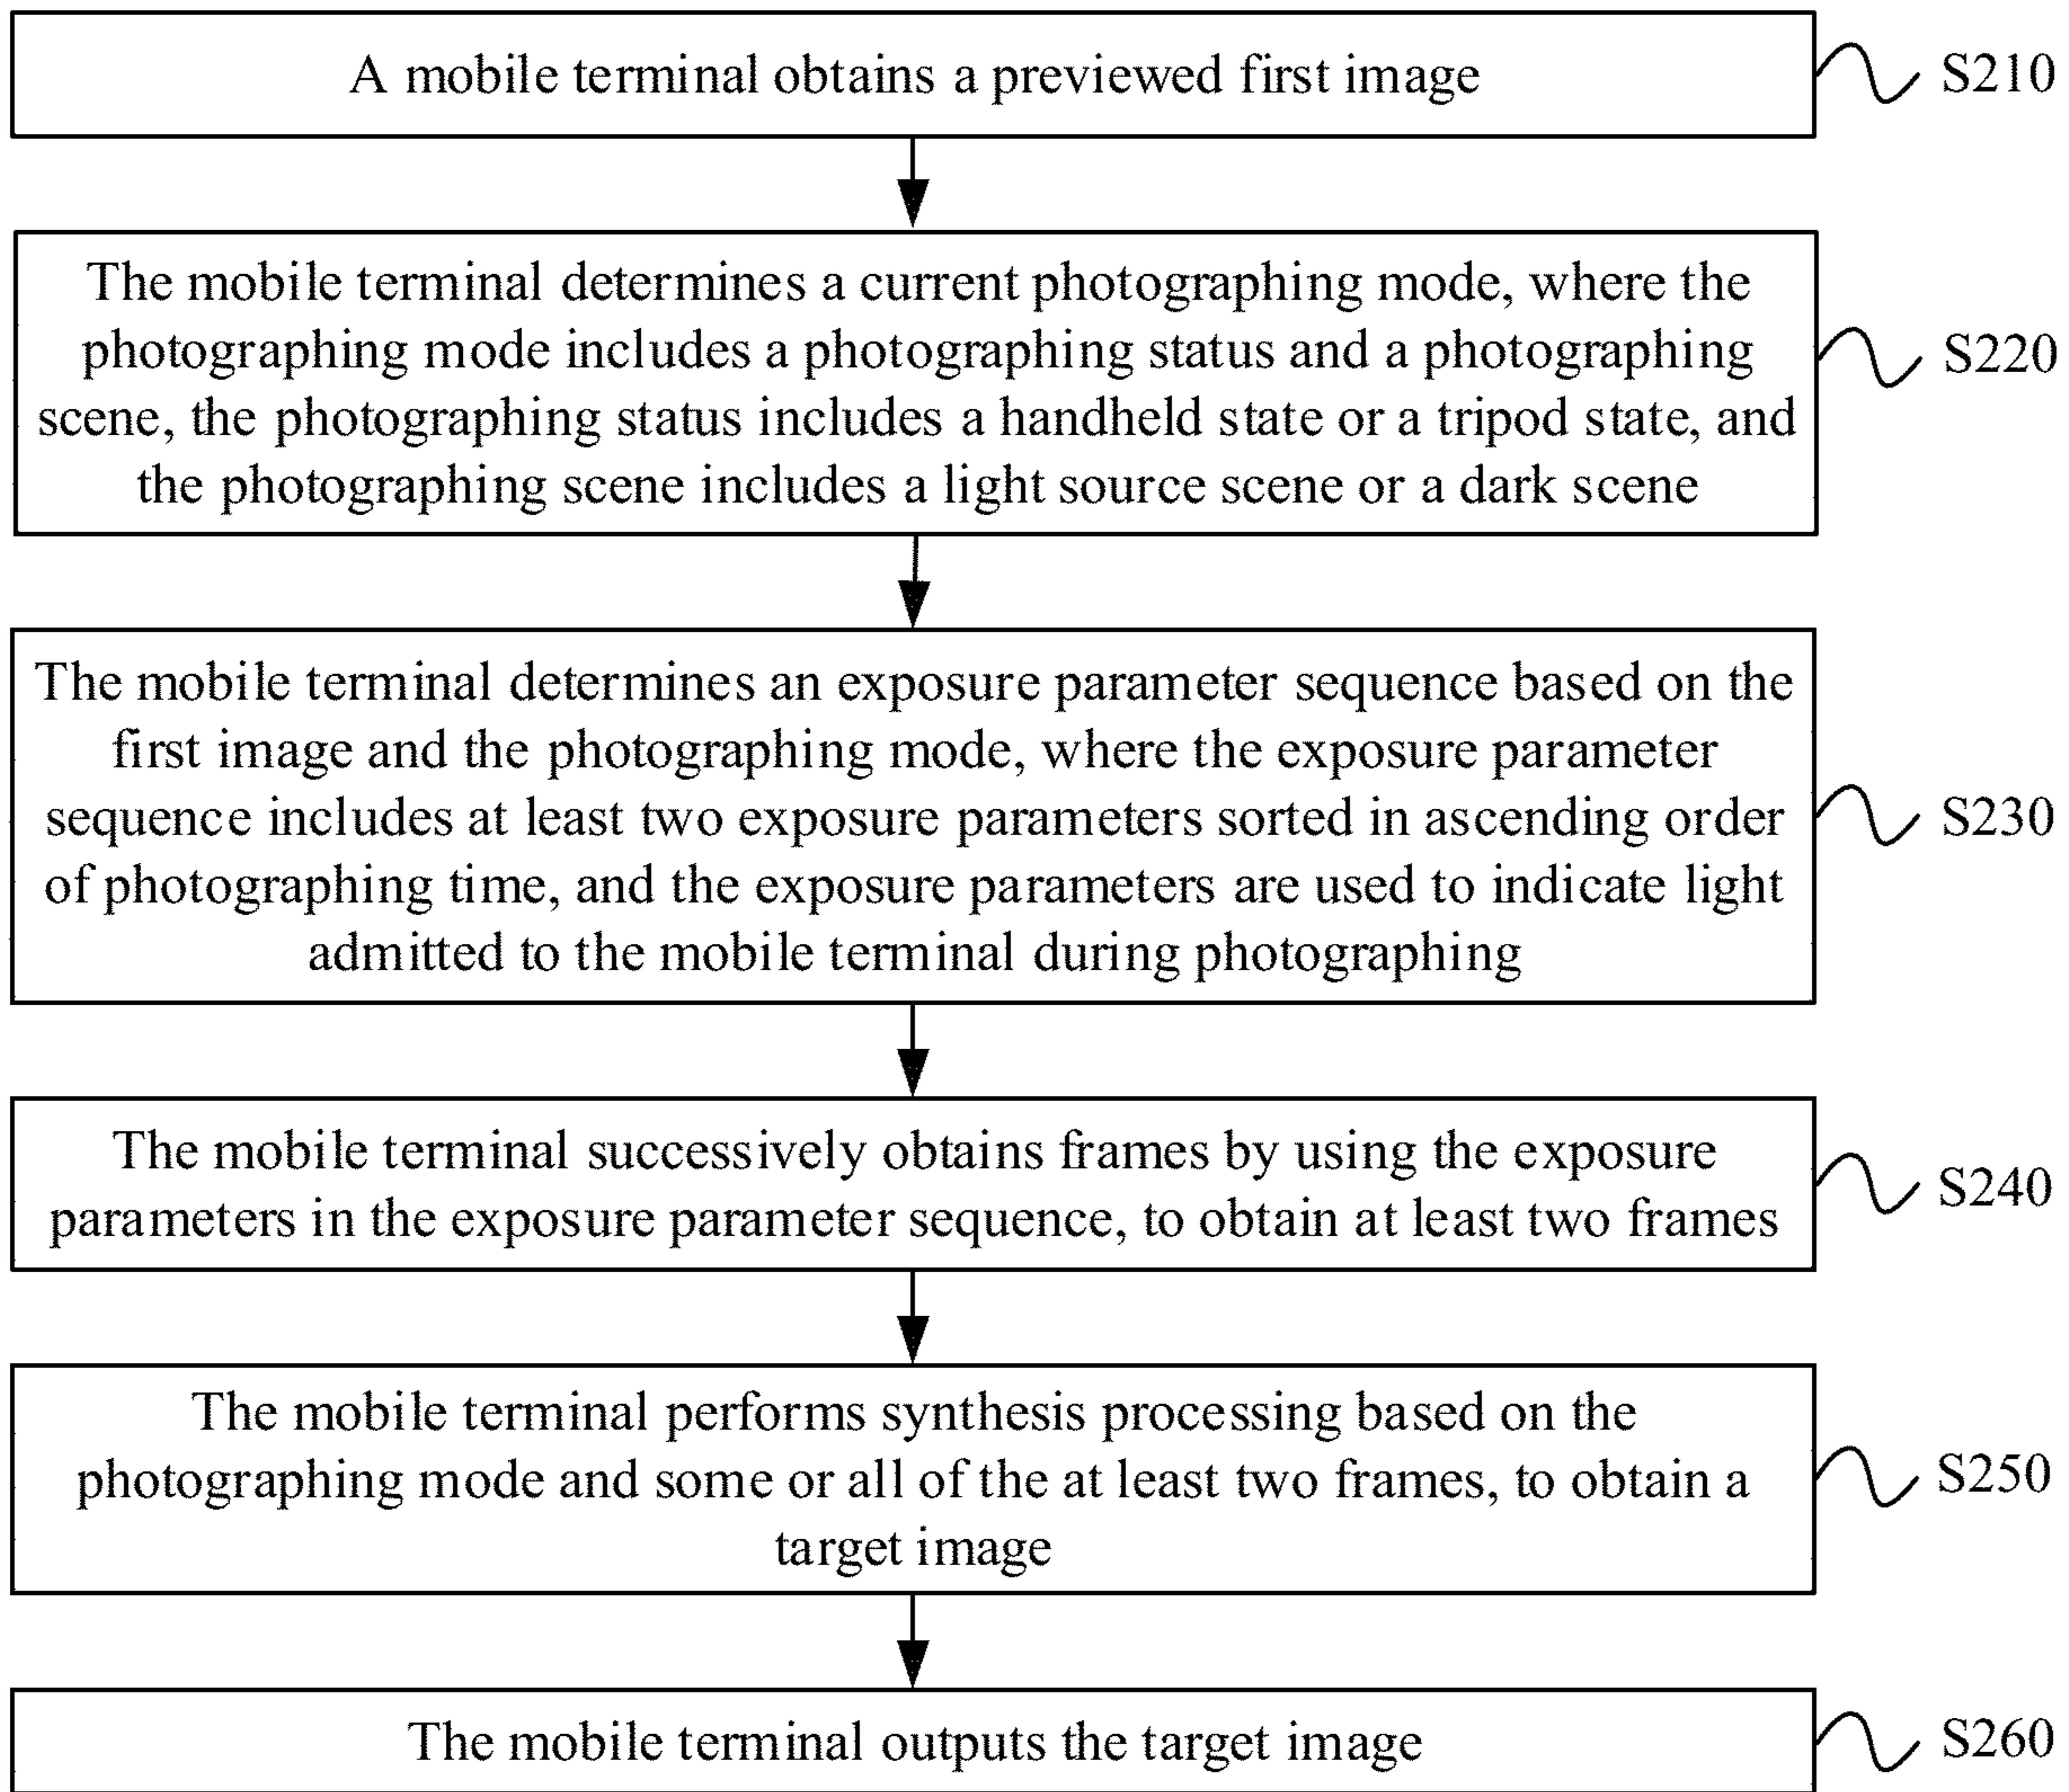 A mobile terminal obtains a previewed first image
S210
The mobile terminal determines a current photographing mode, where the
photographing mode includes a photographing status and a photographing
scene, the photographing status includes a handheld state or a tripod state, and
the photographing scene includes a light source scene or a dark scene
S220
The mobile terminal determines an exposure parameter sequence based on the
first image and the photographing mode, where the exposure parameter
sequence includes at least two exposure parameters sorted in ascending order
of photographing time, and the exposure parameters are used to indicate light
admitted to the mobile terminal during photographing
S230
The mobile terminal successively obtains frames by using the exposure
parameters in the exposure parameter sequence, to obtain at least two frames
S240
The mobile terminal performs synthesis processing based on the
photographing mode and some or all of the at least two frames, to obtain a
target image
S250
The mobile terminal outputs the target image
S260